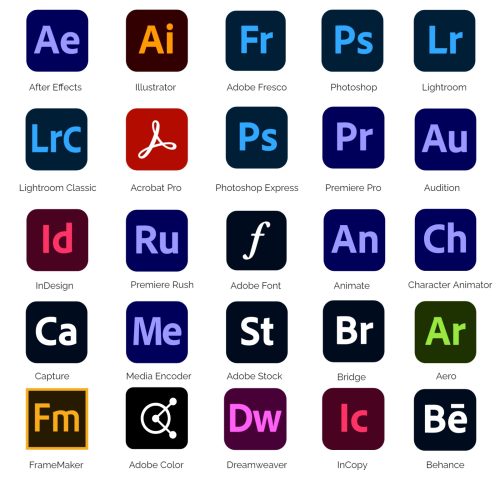 Ae Ai Fr Ps Lr
After Effects Illustrator Adobe Fresco Photoshop Lightroom
LrC Ps Pr Au
Lightroom Classic Acrobat Pro Photoshop Express Premiere Pro Audition
Id Ru f An Ch
InDesign Premiere Rush Adobe Font Animate Character Animator
Ca Me St Br Ar
Capture Media Encoder Adobe Stock Bridge Aero
Fm Dw Ic Bē
FrameMaker Adobe Color Dreamweaver InCopy Behance